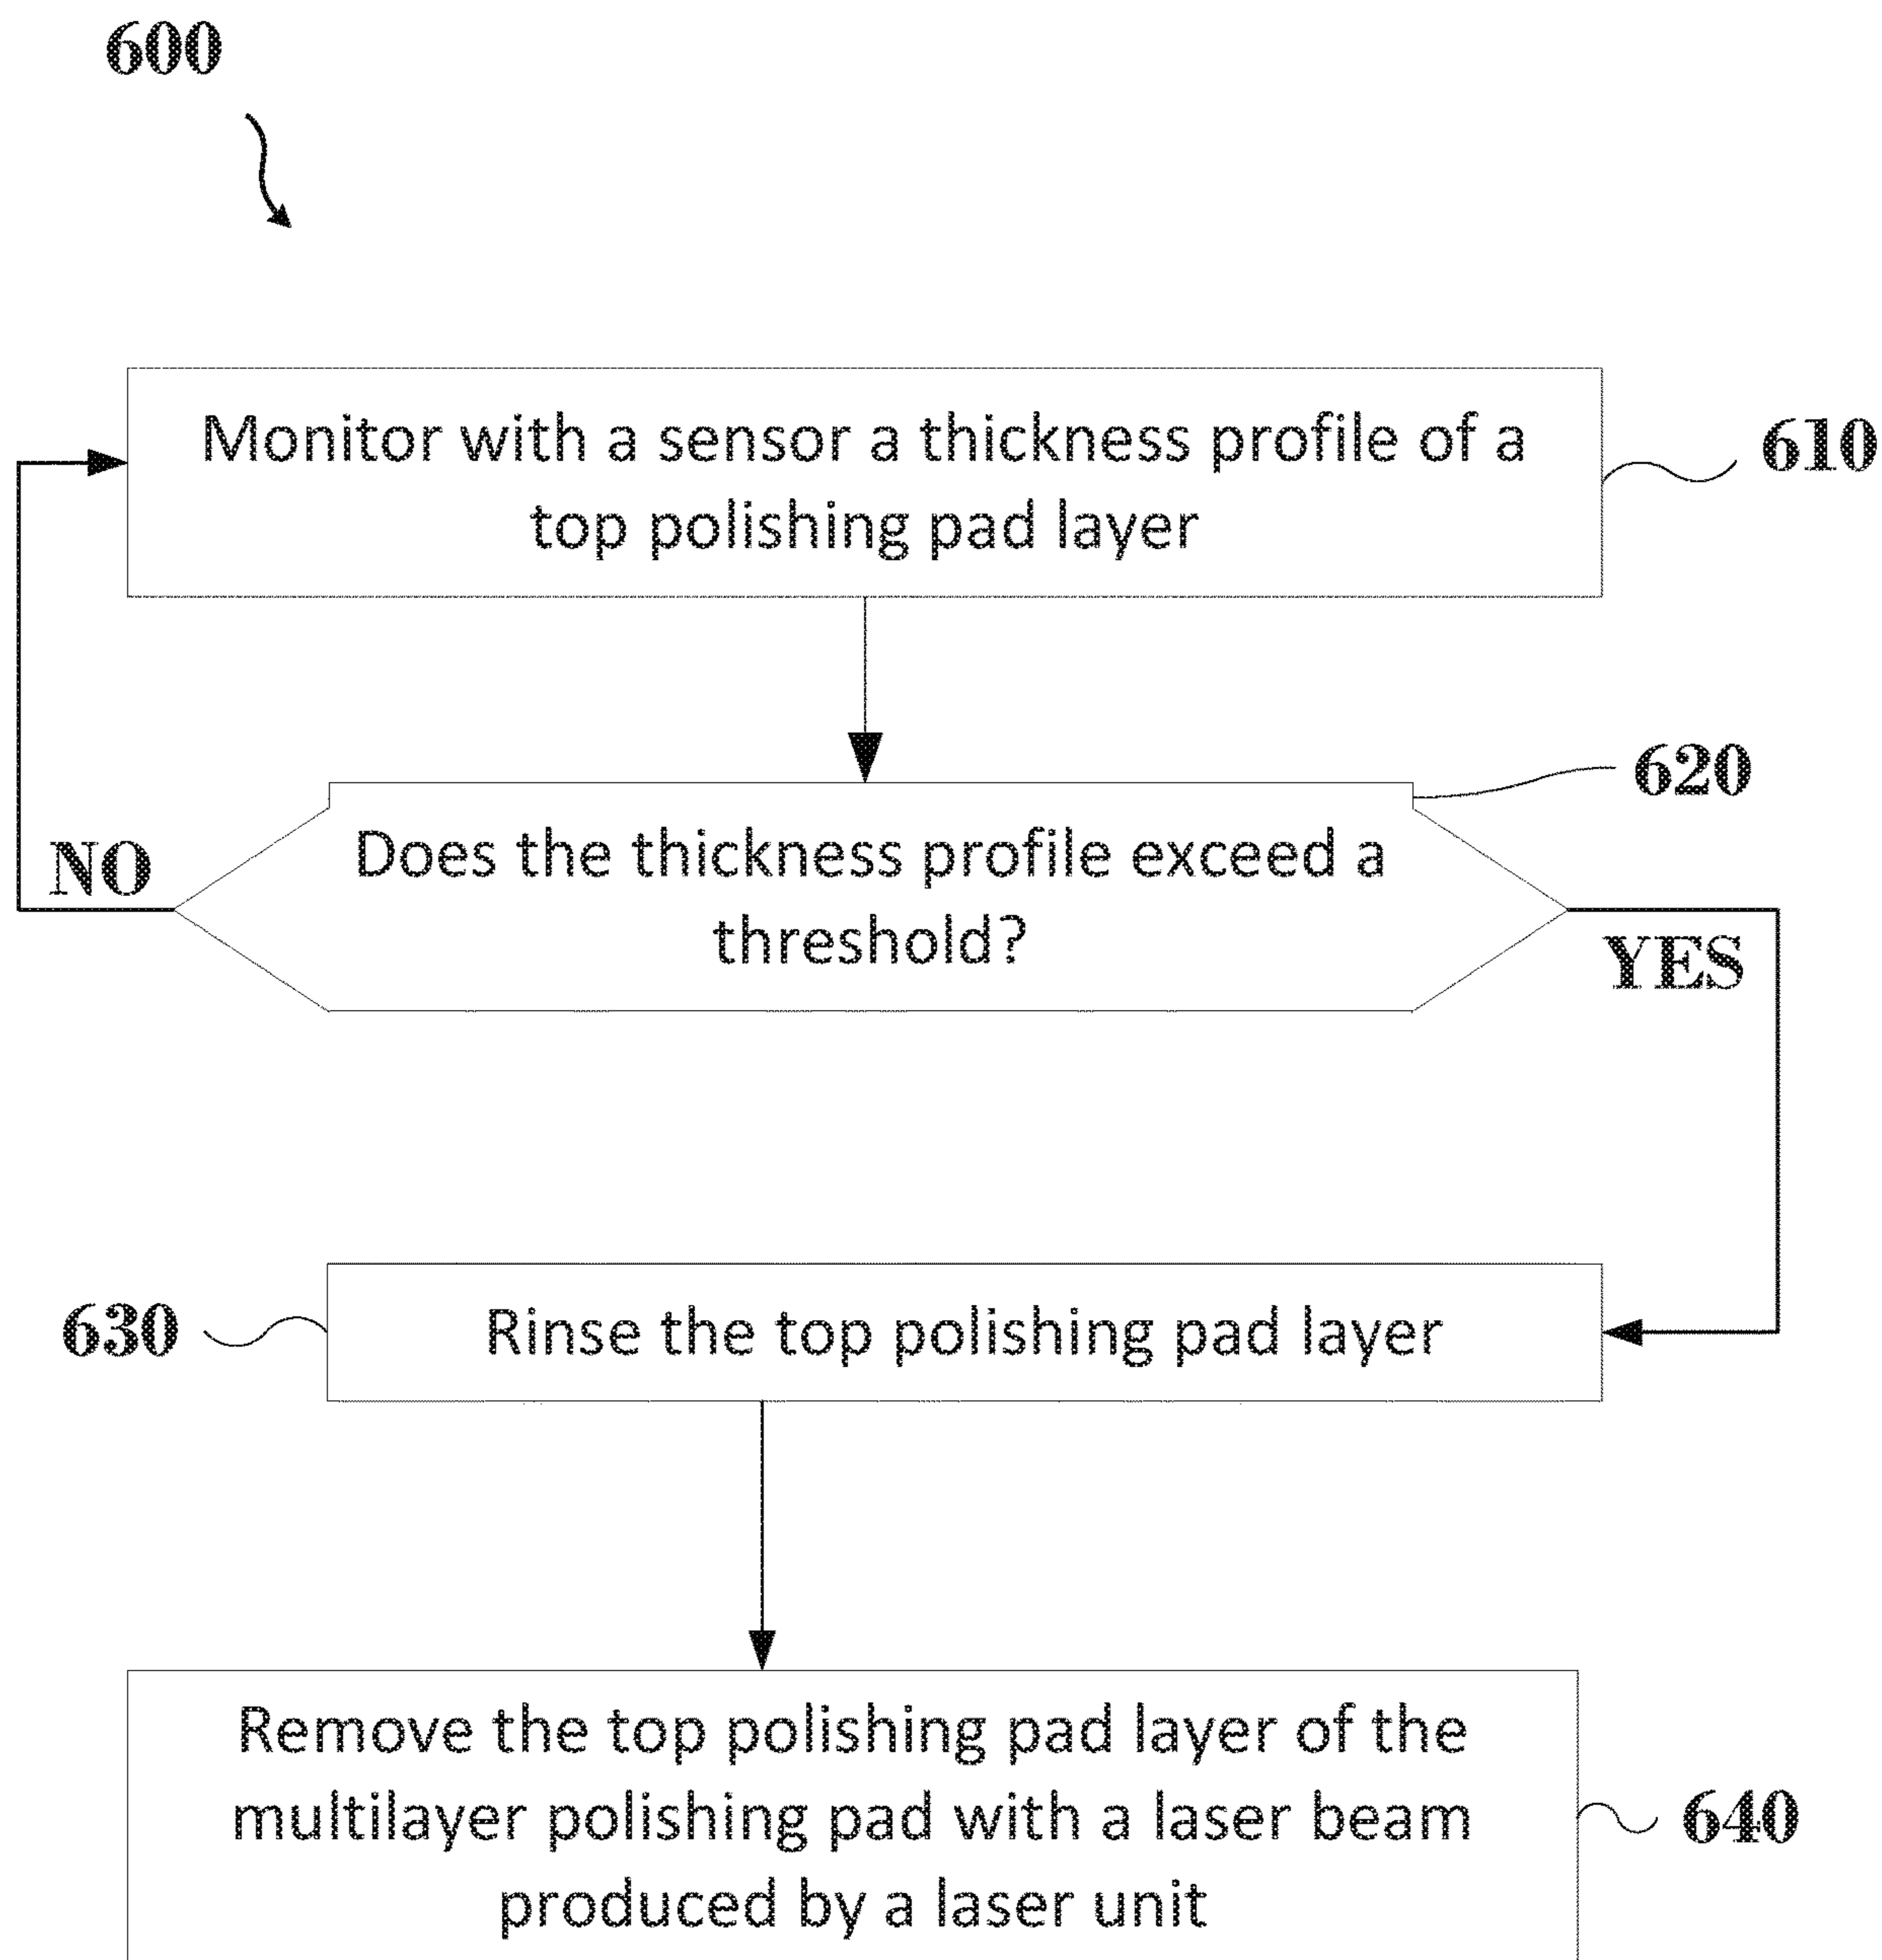 600
Monitor with a sensor a thickness profile of a
top polishing pad layer
610
620
Does the thickness profile exceed a
threshold?
NO
YES
630
Rinse the top polishing pad layer
Remove the top polishing pad layer of the
multilayer polishing pad with a laser beam
produced by a laser unit
640